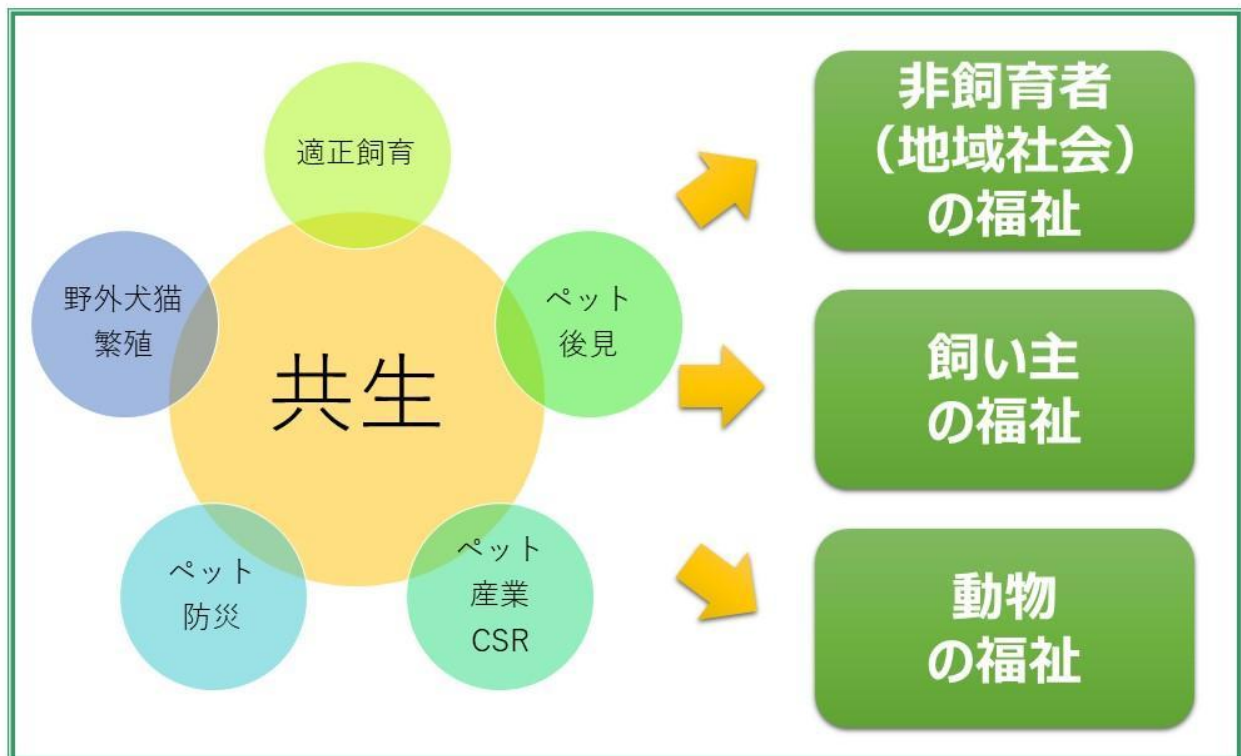 適正飼育
野外犬猫
繁殖
共生
ペット
後見
ペット
防災
ペット
産業
CSR
非飼育者
（地域社会）
の福祉
飼い主
の福祉
動物
の福祉